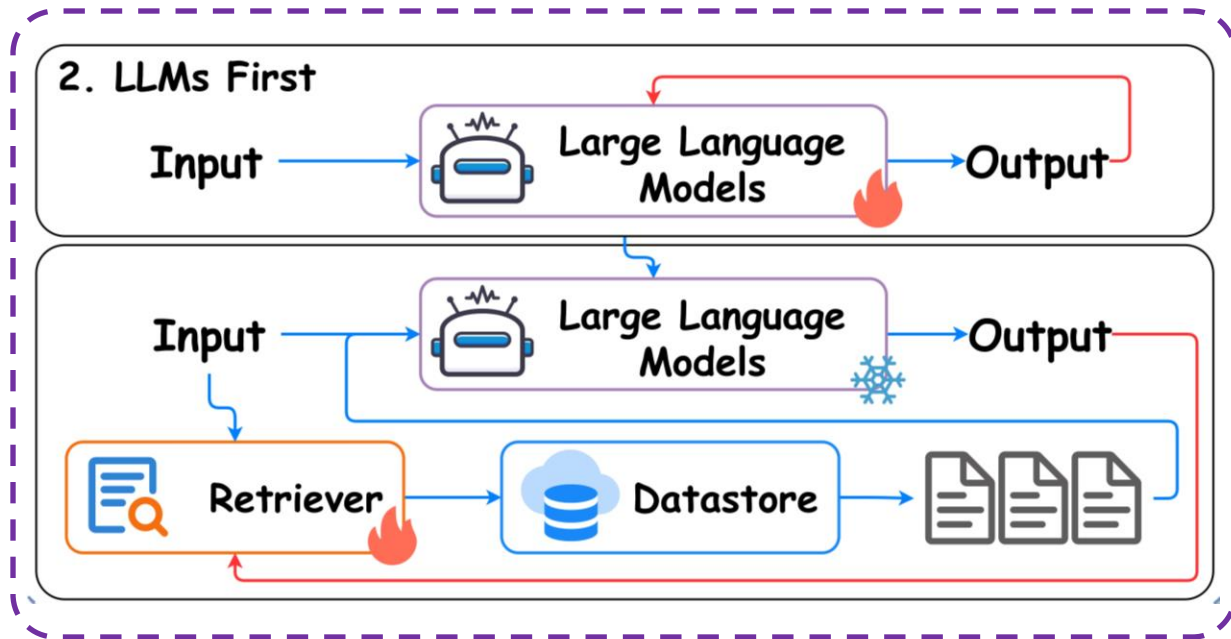 2. LLMs First
Input
Large Language
Models
Output
Input
Large Language
Models
Output
Retriever
Datastore